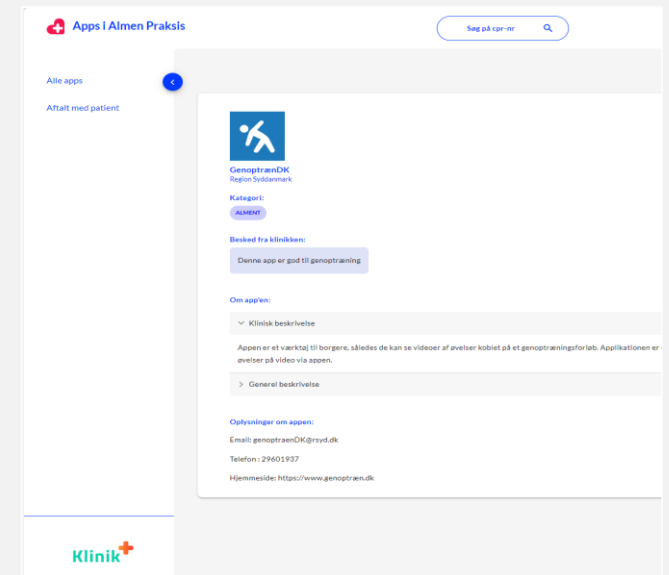 Apps i Almen Praksis
Søg på cpr-nr
Alle apps
Aftalt med patient
GenoptrænDK
Region Syddanmark
Kategori:
ALMENT
Besked fra klinikken:
Denne app er god til genoptræning
Om app'en:
Klinisk beskrivelse
Appen er et værktøj til borgere, således de kan se videoer af øvelser koblet på et genoptræningsforløb. Applikationen er
øvelser på video via appen.
Generel beskrivelse
Oplysninger om appen:
Email: genoptraenDK@rsyd.dk
Telefon : 29601937
Hjemmeside: https://www.genoptræn.dk
Klinik